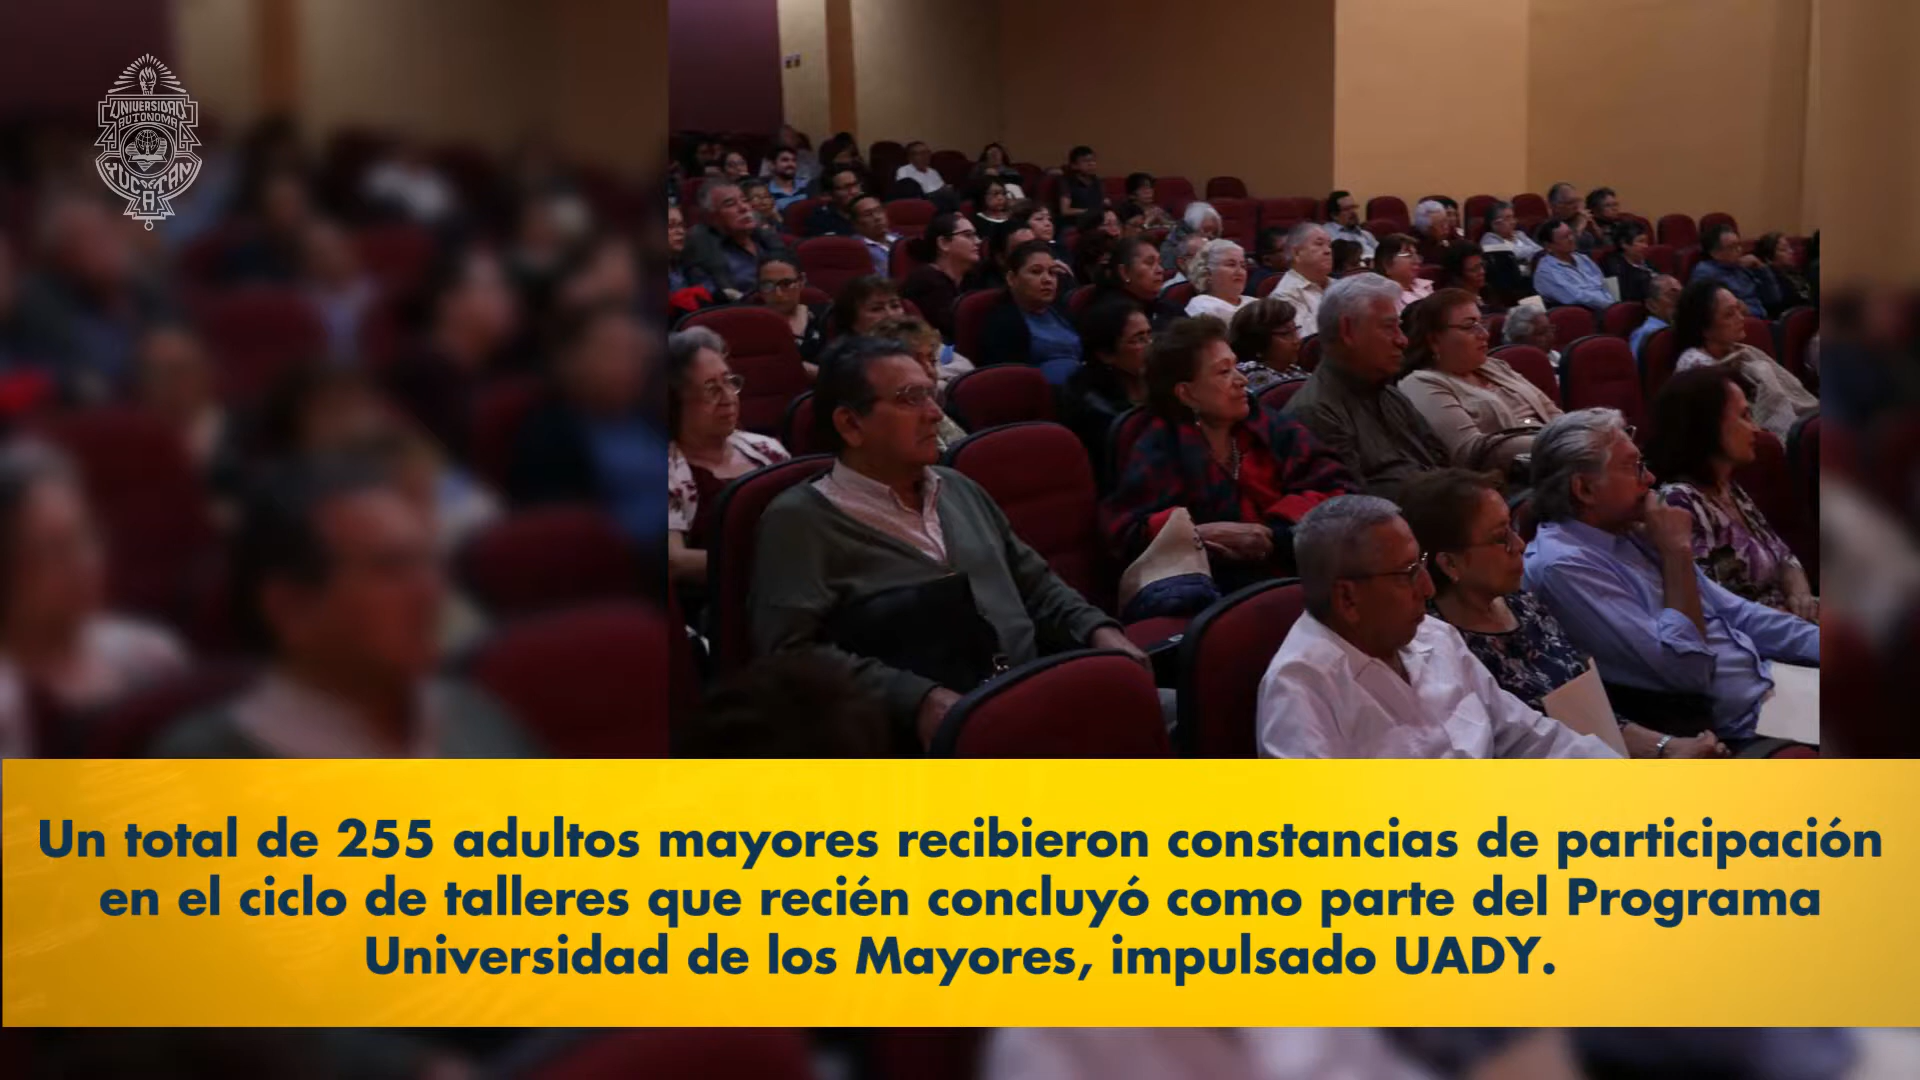 UNIVERSIDAD
AUTONOMA
YUCATAN
Un total de 255 adultos mayores recibieron constancias de participación
en el ciclo de talleres que recién concluyó como parte del Programa
Universidad de los Mayores, impulsado UADY.